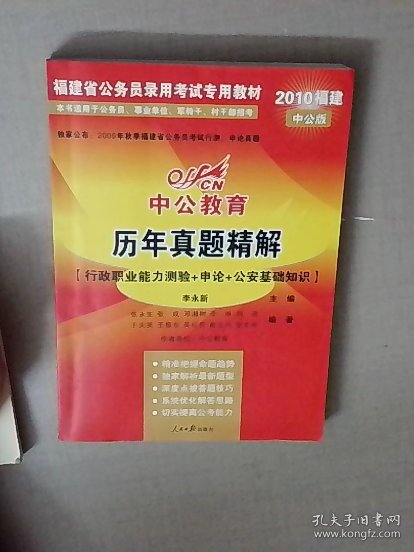 福建省公务员录用考试专用教材
本书适用于公务员、事业单位、军转干、村干部招考
2010福建
中公版
独家公布:2009年秋季福建省公务员考试行测、申论真题
OFFCN
中公教育
历年真题精解
【行政职业能力测验+申论+公安基础知识】
李永新 主编
编著
精准把握命题趋势
独家解析最新题型
深度点拨答题技巧
系统优化解答思路
切实提高公考能力
人民日报出版社
孔夫子旧书网
www.kongfz.com